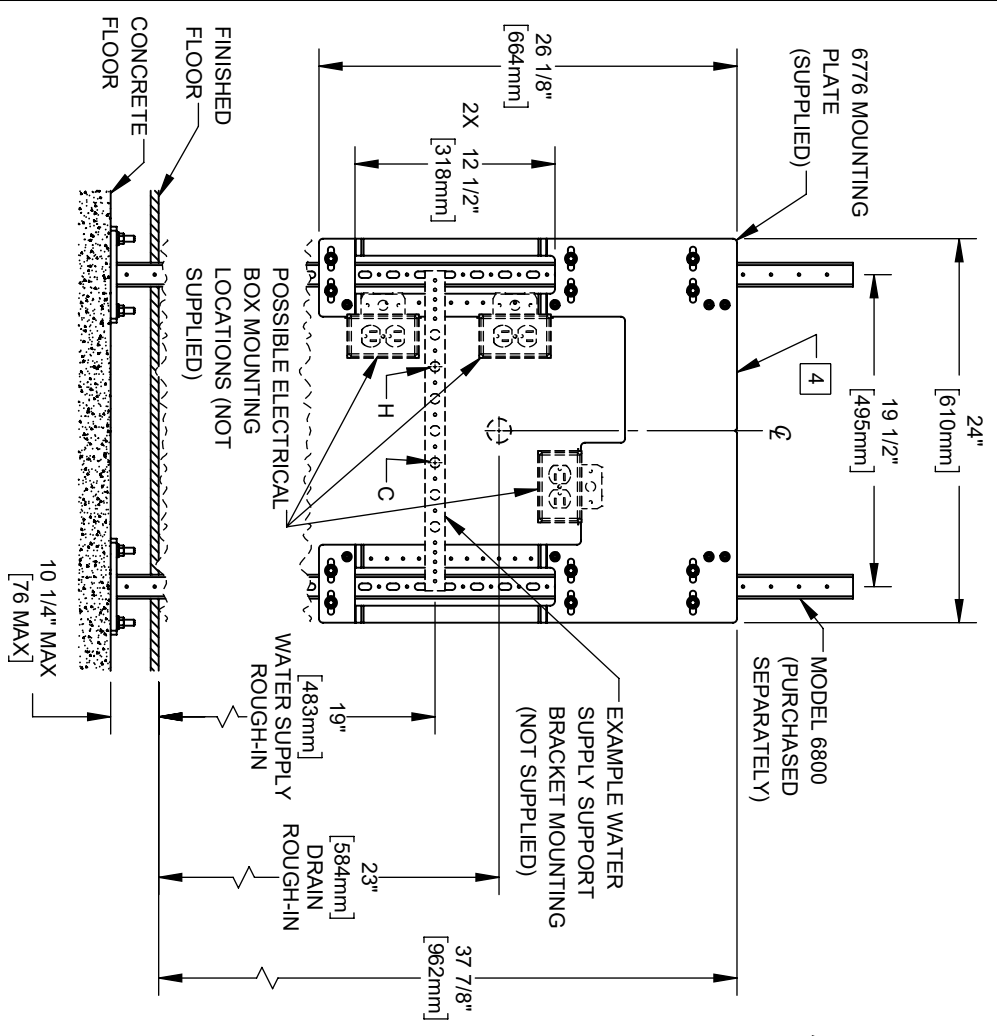 24"
[610mm]
19 1/2"
[495mm]
4
℄
6776 MOUNTING
PLATE
(SUPPLIED)
26 1/8"
[664mm]
2X 12 1/2"
[318mm]
FINISHED
FLOOR
CONCRETE
FLOOR
POSSIBLE ELECTRICAL
BOX MOUNTING
LOCATIONS (NOT
SUPPLIED)
H
C
MODEL 6800
(PURCHASED
SEPARATELY)
EXAMPLE WATER
SUPPLY SUPPORT
BRACKET MOUNTING
(NOT SUPPLIED)
10 1/4" MAX
[76 MAX]
19"
[483mm]
WATER SUPPLY
ROUGH-IN
23"
[584mm]
DRAIN
ROUGH-IN
37 7/8"
[962mm]